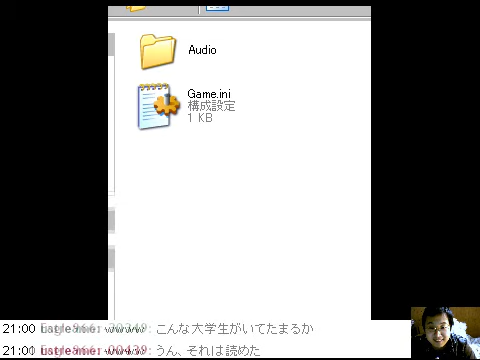 Audio
Game.ini
構成設定
1 KB
21:00 こんな大学生がいてたまるか
21:00 うん、それは読めた